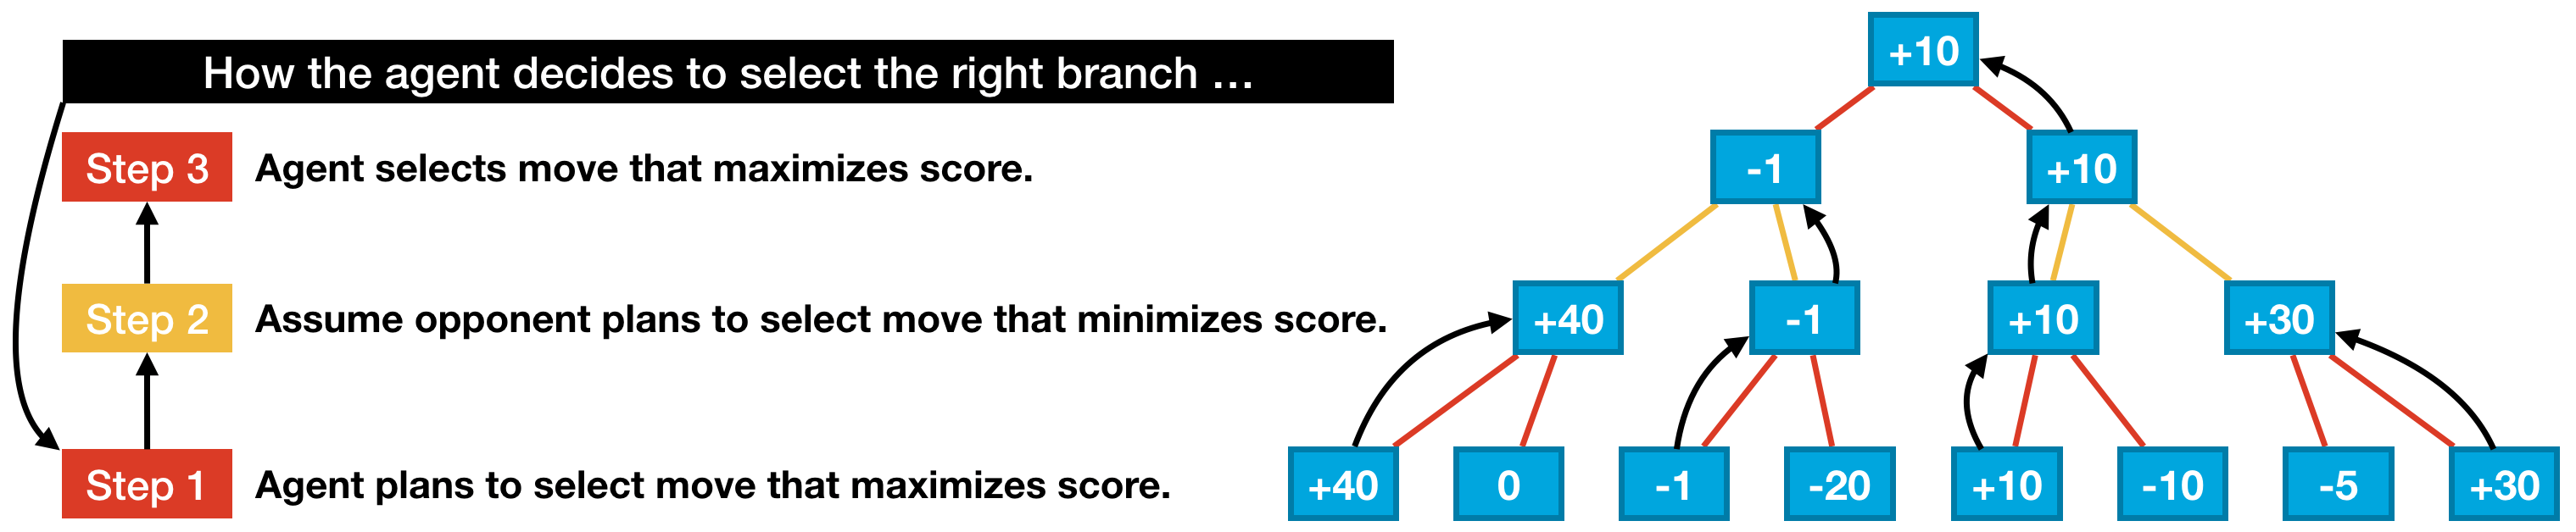 How the agent decides to select the right branch ...
Step 3 Agent selects move that maximizes score.
Step 2 Assume opponent plans to select move that minimizes score.
Step 1 Agent plans to select move that maximizes score.
+10
-1 +10
+40 -1 +10 +30
+40 0 -1 -20 +10 -10 -5 +30